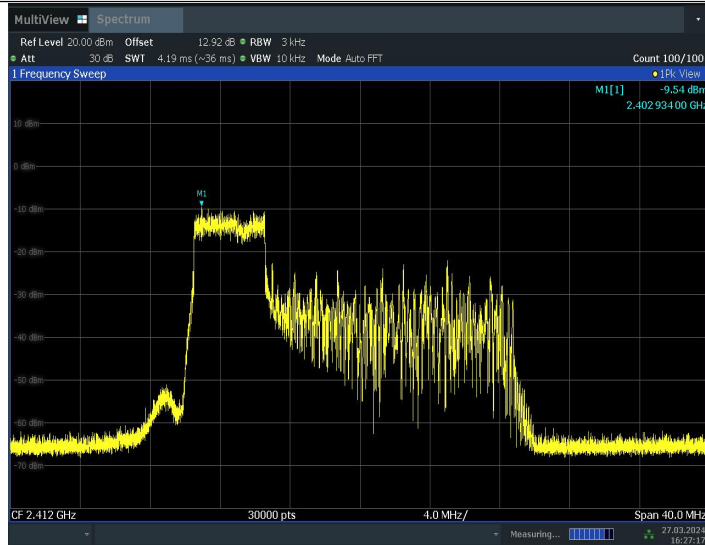 MultiView Spectrum
Ref Level 20.00 dBm Offset 12.92 dB RBW 3 kHz
Att 30 dB SWT 4.19 ms (~36 ms) VBW 10 kHz Mode Auto FFT Count 100/100
1 Frequency Sweep 1Pk View
M1[1] -9.54 dBm
2.402 934 00 GHz
10 dBm
0 dBm
M1
-10 dBm
-20 dBm
-30 dBm
-40 dBm
-50 dBm
-60 dBm
-70 dBm
CF 2.412 GHz 30000 pts 4.0 MHz/ Span 40.0 MHz
Measuring... 27.03.2024
16:27:17